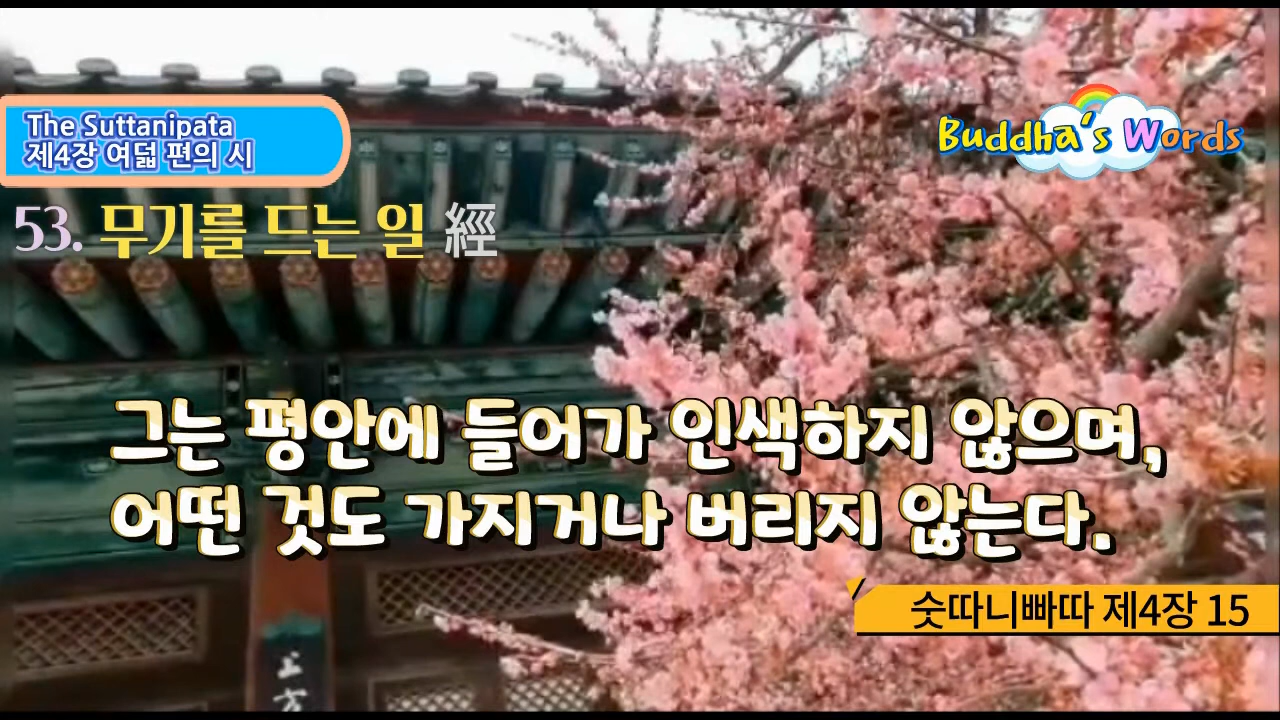 The Suttanipata
제4장 여덟 편의 시
Buddha's Words
53. 무기를 드는 일 經
그는 평안에 들어가 인색하지 않으며,
어떤 것도 가지거나 버리지 않는다.
숫따니빠따 제4장 15
上方